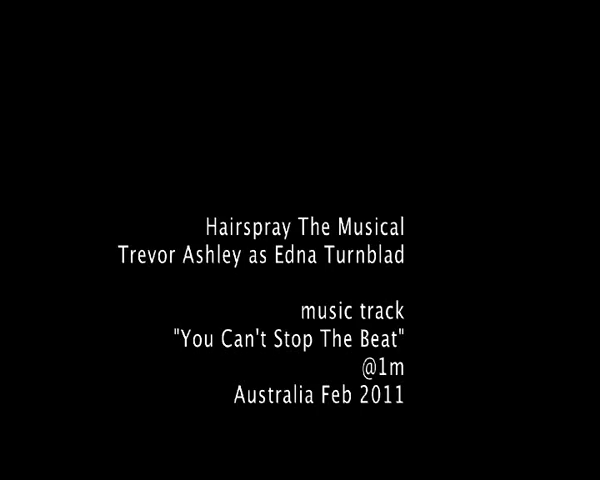 Hairspray The Musical
Trevor Ashley as Edna Turnblad
music track
"You Can't Stop The Beat"
@1m
Australia Feb 2011